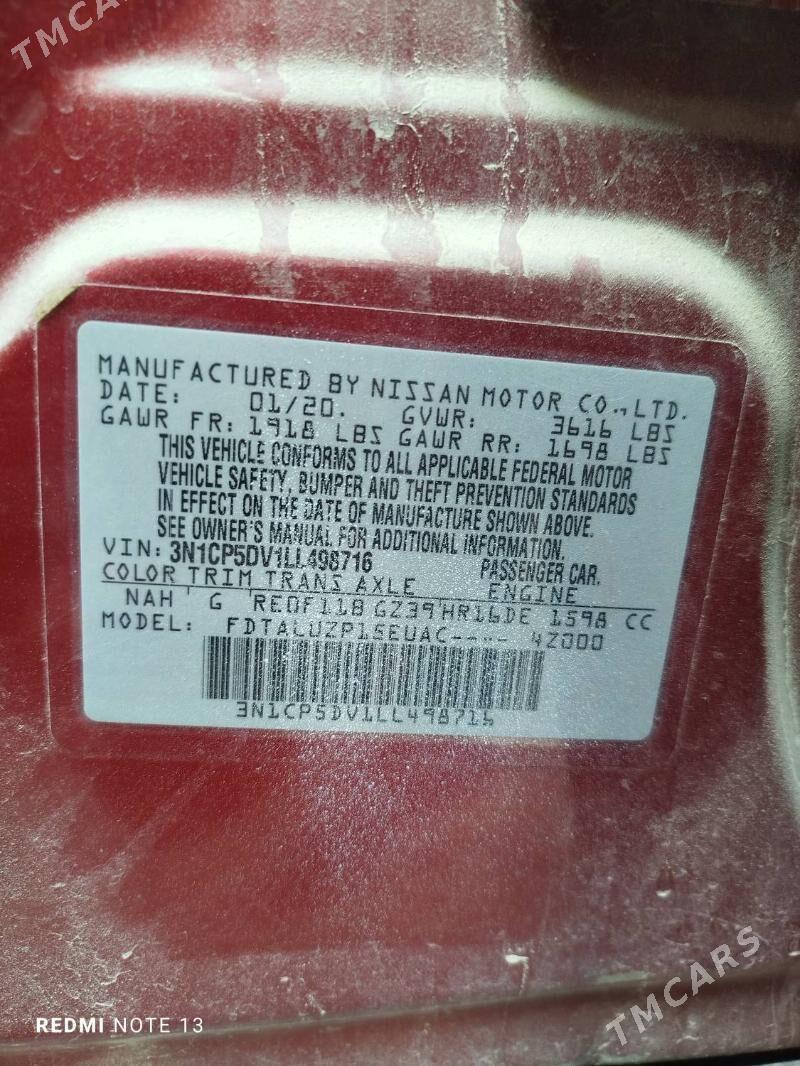 TMCARS
MANUFACTURED BY NISSAN MOTOR CO.,LTD.
DATE: 01/20. GVWR: 3616 LBS
GAWR FR: 1918 LBS GAWR RR: 1698 LBS
THIS VEHICLE CONFORMS TO ALL APPLICABLE FEDERAL MOTOR
VEHICLE SAFETY, BUMPER AND THEFT PREVENTION STANDARDS
IN EFFECT ON THE DATE OF MANUFACTURE SHOWN ABOVE.
SEE OWNER'S MANUAL FOR ADDITIONAL INFORMATION.
VIN: 3N1CP5DV1LL498716 PASSENGER CAR.
COLOR TRIM TRANS AXLE ENGINE
NAH G RE0F11B GZ39 HR16DE 1598 CC
MODEL: FDTALUZP15EUAC---- 4Z000
3N1CP5DV1LL498716
TMCARS
REDMI NOTE 13